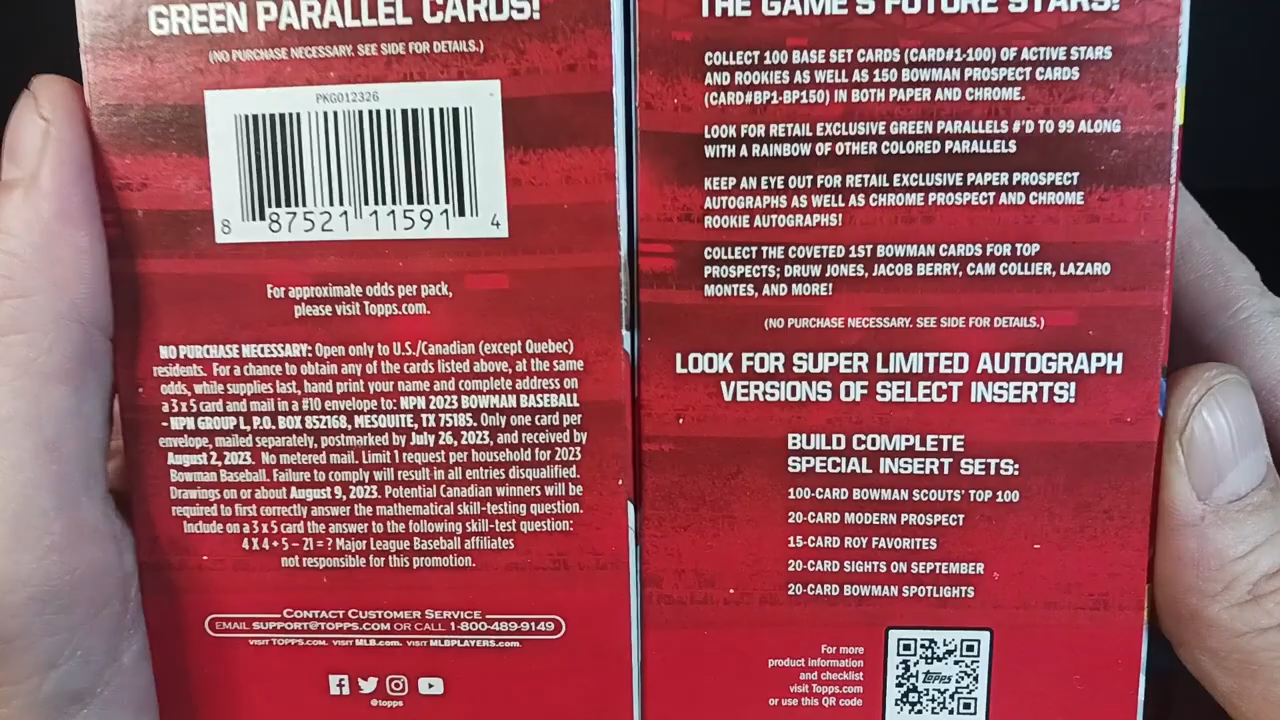 GREEN PARALLEL CARDS!
(NO PURCHASE NECESSARY. SEE SIDE FOR DETAILS.)
PKG012326
8 87521 11591 4
For approximate odds per pack,
please visit Topps.com.
NO PURCHASE NECESSARY: Open only to U.S./Canadian (except Quebec)
residents. For a chance to obtain any of the cards listed above, at the same
odds, while supplies last, hand print your name and complete address on
a 3 x 5 card and mail in a #10 envelope to: NPN 2023 BOWMAN BASEBALL
- NPN GROUP L, P.O. BOX 852168, MESQUITE, TX 75185. Only one card per
envelope, mailed separately, postmarked by July 26, 2023, and received by
August 2, 2023. No metered mail. Limit 1 request per household for 2023
Bowman Baseball. Failure to comply will result in all entries disqualified.
Drawings on or about August 9, 2023. Potential Canadian winners will be
required to first correctly answer the mathematical skill-testing question.
Include on a 3 x 5 card the answer to the following skill-test question:
4 X 4 + 5 – 21 = ? Major League Baseball affiliates
not responsible for this promotion.
CONTACT CUSTOMER SERVICE
EMAIL SUPPORT@TOPPS.COM OR CALL 1-800-489-9149
VISIT TOPPS.COM. VISIT MLB.com. VISIT MLBPLAYERS.com.
@topps
THE GAME'S FUTURE STARS!
COLLECT 100 BASE SET CARDS (CARD#1-100) OF ACTIVE STARS
AND ROOKIES AS WELL AS 150 BOWMAN PROSPECT CARDS
(CARD#BP1-BP150) IN BOTH PAPER AND CHROME.
LOOK FOR RETAIL EXCLUSIVE GREEN PARALLELS #'D TO 99 ALONG
WITH A RAINBOW OF OTHER COLORED PARALLELS
KEEP AN EYE OUT FOR RETAIL EXCLUSIVE PAPER PROSPECT
AUTOGRAPHS AS WELL AS CHROME PROSPECT AND CHROME
ROOKIE AUTOGRAPHS!
COLLECT THE COVETED 1ST BOWMAN CARDS FOR TOP
PROSPECTS; DRUW JONES, JACOB BERRY, CAM COLLIER, LAZARO
MONTES, AND MORE!
(NO PURCHASE NECESSARY. SEE SIDE FOR DETAILS.)
LOOK FOR SUPER LIMITED AUTOGRAPH
VERSIONS OF SELECT INSERTS!
BUILD COMPLETE
SPECIAL INSERT SETS:
100-CARD BOWMAN SCOUTS' TOP 100
20-CARD MODERN PROSPECT
15-CARD ROY FAVORITES
20-CARD SIGHTS ON SEPTEMBER
20-CARD BOWMAN SPOTLIGHTS
For more
product information
and checklist
visit Topps.com
or use this QR code
TOPPS